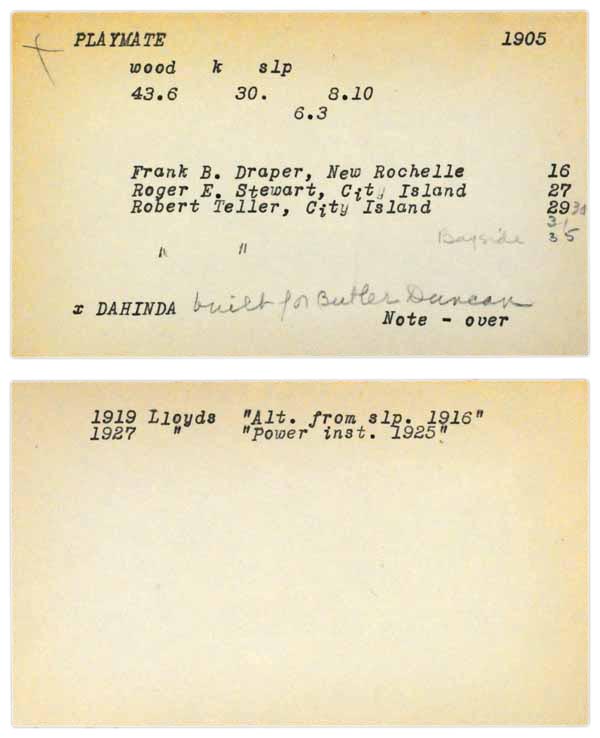 PLAYMATE 1905
wood k slp
43.6 30. 8.10
6.3
Frank B. Draper, New Rochelle 16
Roger E. Stewart, City Island 27
Robert Teller, City Island 29 30
31
" " Bayside 35
x DAHINDA built for Butler Duncan
Note - over
1919 Lloyds "Alt. from slp. 1916"
1927 " "Power inst. 1925"